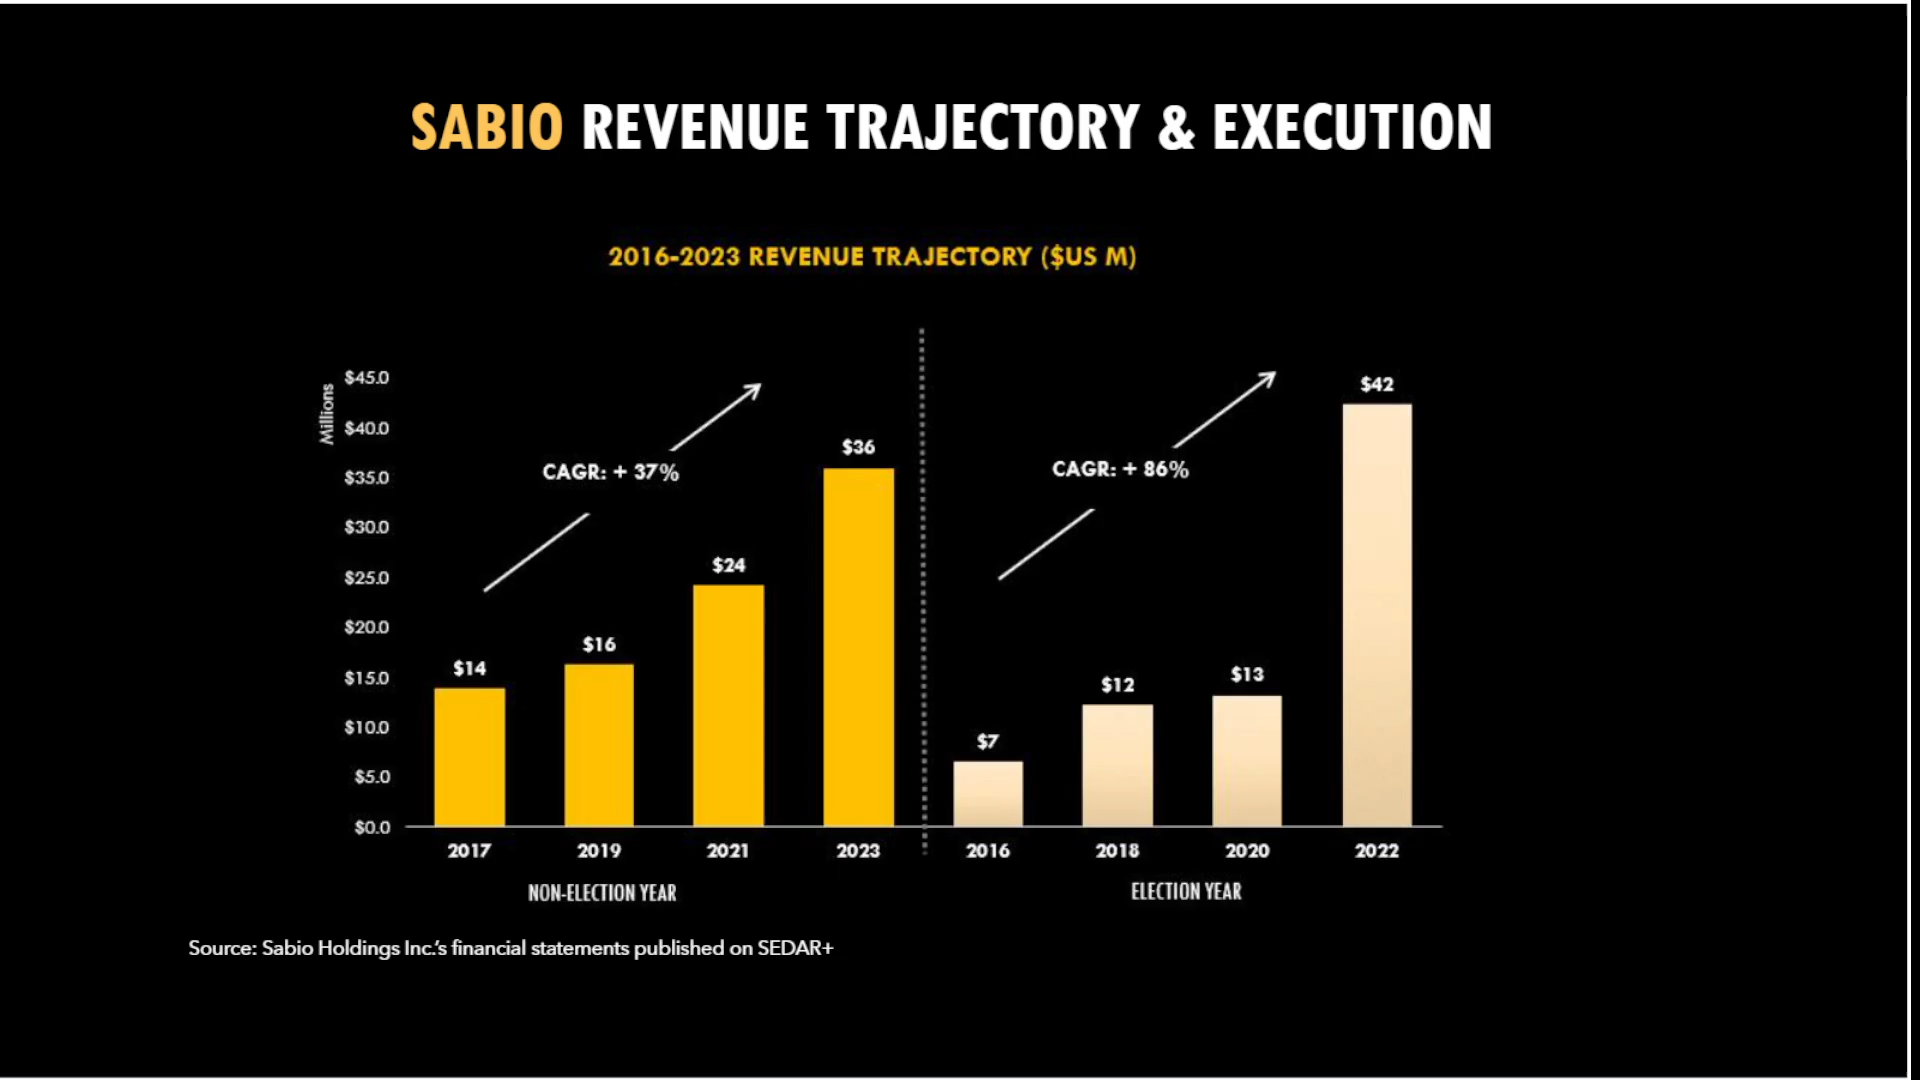 SABIO REVENUE TRAJECTORY & EXECUTION
2016-2023 REVENUE TRAJECTORY ($US M)
Millions
$45.0
$40.0
$35.0
$30.0
$25.0
$20.0
$15.0
$10.0
$5.0
$0.0
CAGR: + 37%
$14
$16
$24
$36
CAGR: + 86%
$7
$12
$13
$42
2017 2019 2021 2023 2016 2018 2020 2022
NON-ELECTION YEAR ELECTION YEAR
Source: Sabio Holdings Inc.'s financial statements published on SEDAR+